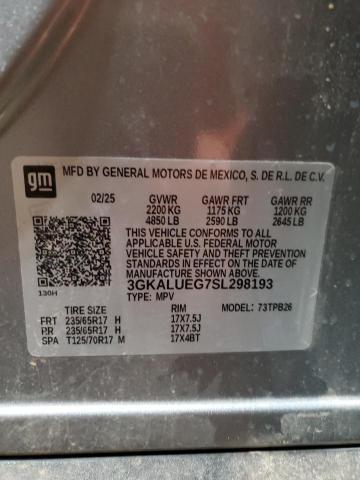 gm
MFD BY GENERAL MOTORS DE MEXICO, S. DE R.L. DE C.V.
02/25 GVWR GAWR FRT GAWR RR
2200 KG 1175 KG 1200 KG
4850 LB 2590 LB 2645 LB
THIS VEHICLE CONFORMS TO ALL
APPLICABLE U.S. FEDERAL MOTOR
VEHICLE SAFETY AND THEFT PREVENTION
STANDARDS IN EFFECT ON THE DATE OF
MANUFACTURE SHOWN ABOVE.
3GKALUEG7SL298193
130H
TYPE: MPV
TIRE SIZE RIM MODEL: 73TPB26
FRT 235/65R17 H 17X7.5J
RR 235/65R17 H 17X7.5J
SPA T125/70R17 M 17X4BT